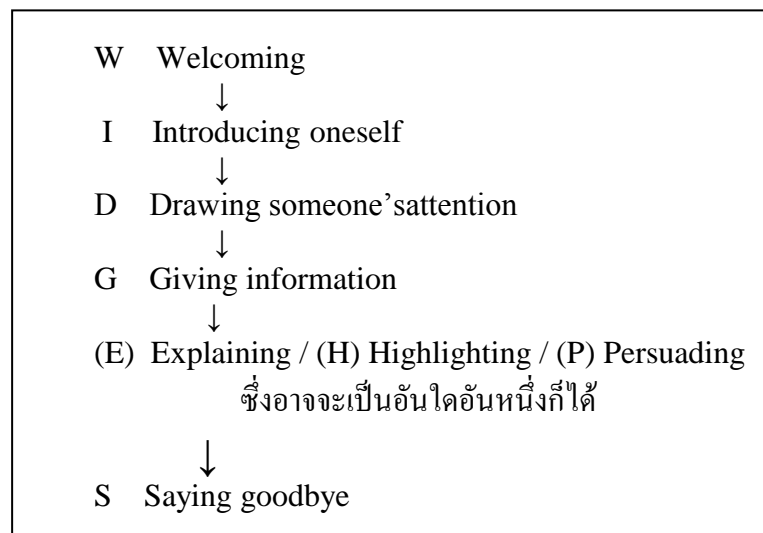 W Welcoming
↓
I Introducing oneself
↓
D Drawing someone’sattention
↓
G Giving information
↓
(E) Explaining / (H) Highlighting / (P) Persuading
ซึ่งอาจจะเป็นอันใดอันหนึ่งก็ได้
↓
S Saying goodbye